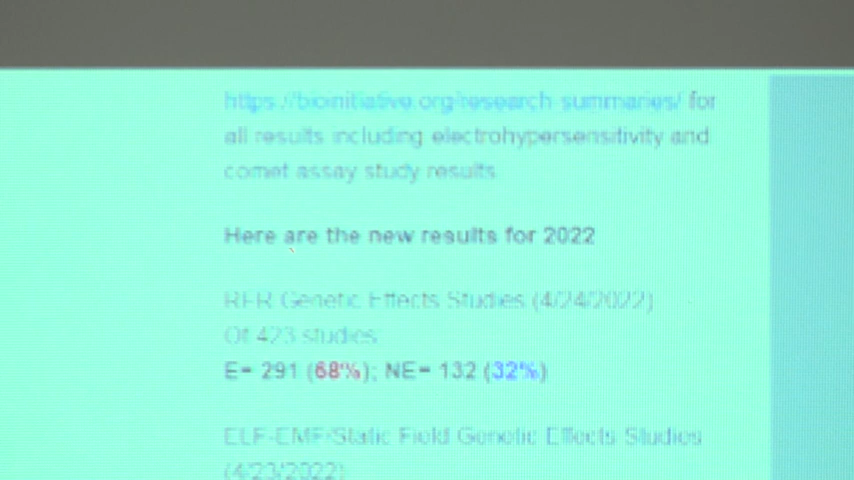 https://bioinitiative.org/research-summaries/ for
all results including electrohypersensitivity and
comet assay study results.
Here are the new results for 2022
RFR Genetic Effects Studies (4/24/2022)
Of 423 studies
E= 291 (68%); NE= 132 (32%)
ELF-EMF/Static Field Genetic Effects Studies
(4/23/2022)